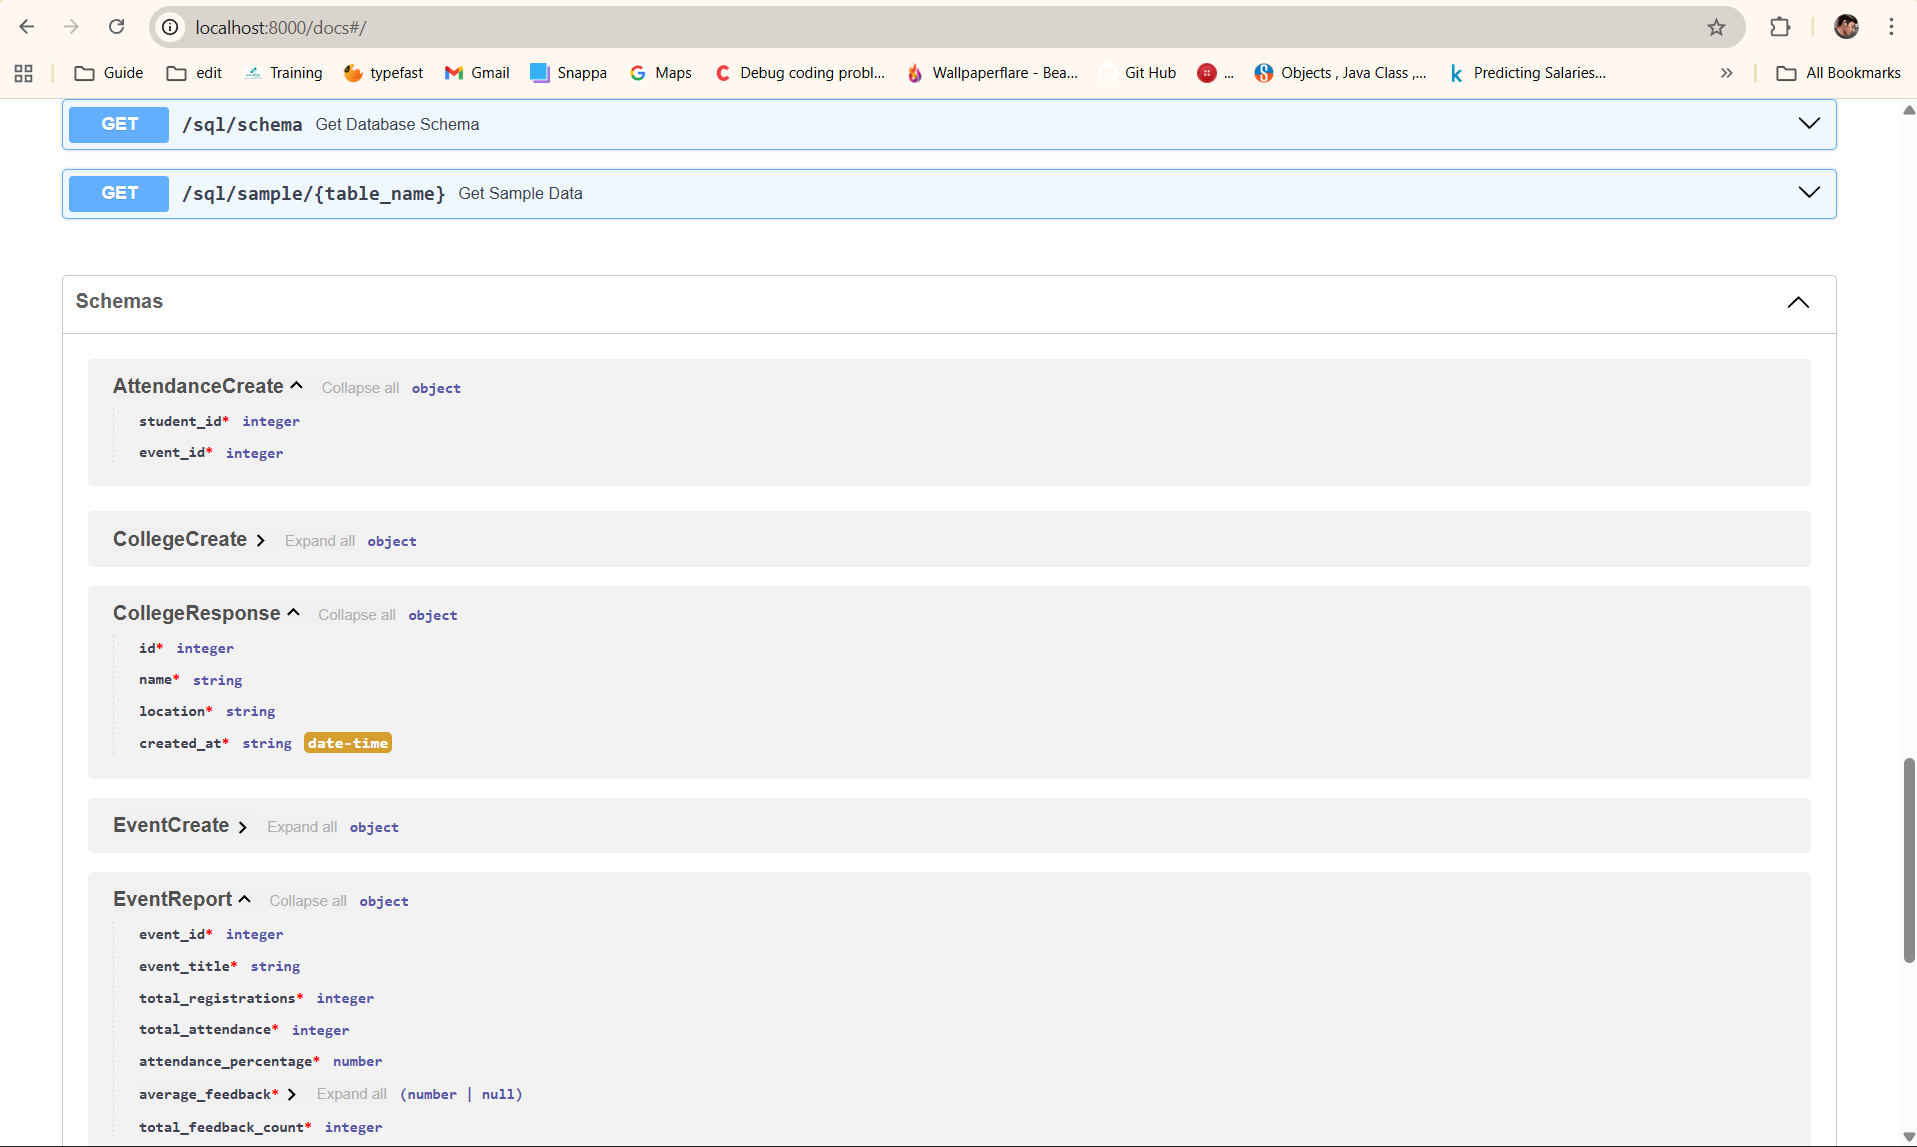 localhost:8000/docs#/
Guide edit Training typefast Gmail Snappa Maps Debug coding probl... Wallpaperflare - Bea... Git Hub ... Objects , Java Class ,... Predicting Salaries... All Bookmarks
GET /sql/schema Get Database Schema
GET /sql/sample/{table_name} Get Sample Data
Schemas
AttendanceCreate Collapse all object
student_id* integer
event_id* integer
CollegeCreate Expand all object
CollegeResponse Collapse all object
id* integer
name* string
location* string
created_at* string date-time
EventCreate Expand all object
EventReport Collapse all object
event_id* integer
event_title* string
total_registrations* integer
total_attendance* integer
attendance_percentage* number
average_feedback* Expand all (number | null)
total_feedback_count* integer